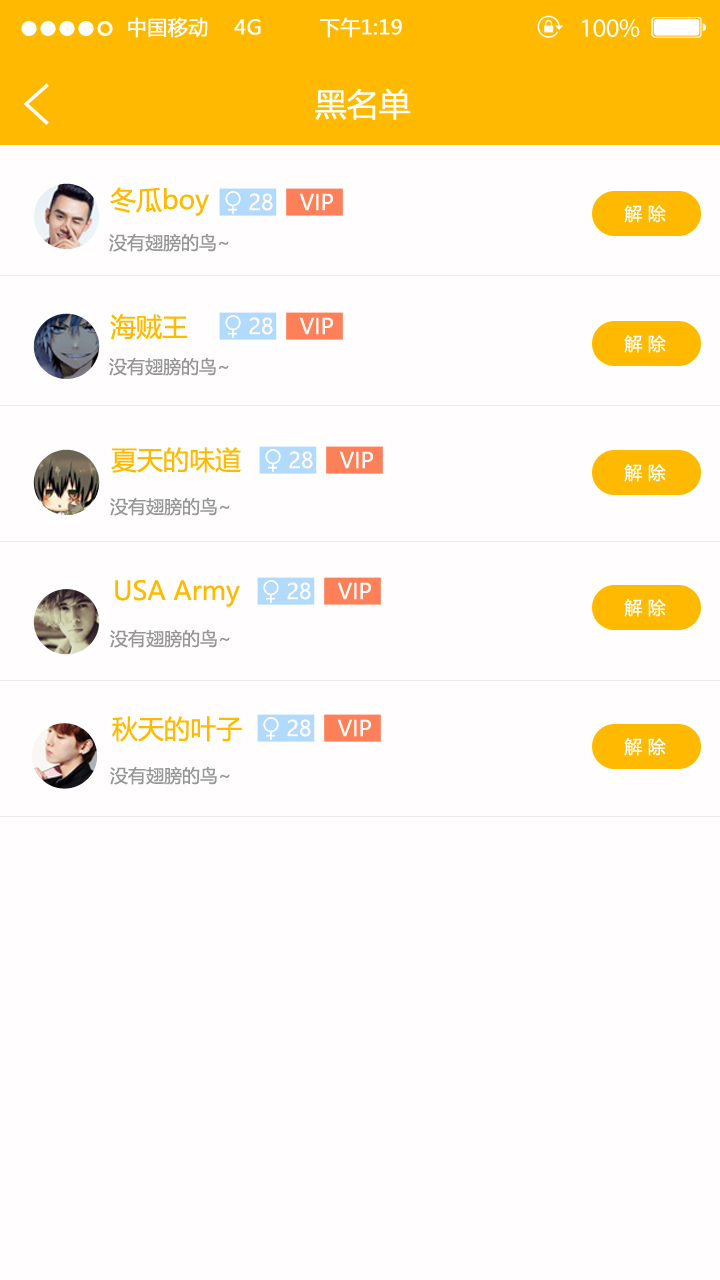 中国移动 4G 下午1:19 100%
黑名单
冬瓜boy ♀ 28 VIP
没有翅膀的鸟~
解 除
海贼王 ♀ 28 VIP
没有翅膀的鸟~
解 除
夏天的味道 ♀ 28 VIP
没有翅膀的鸟~
解 除
USA Army ♀ 28 VIP
没有翅膀的鸟~
解 除
秋天的叶子 ♀ 28 VIP
没有翅膀的鸟~
解 除